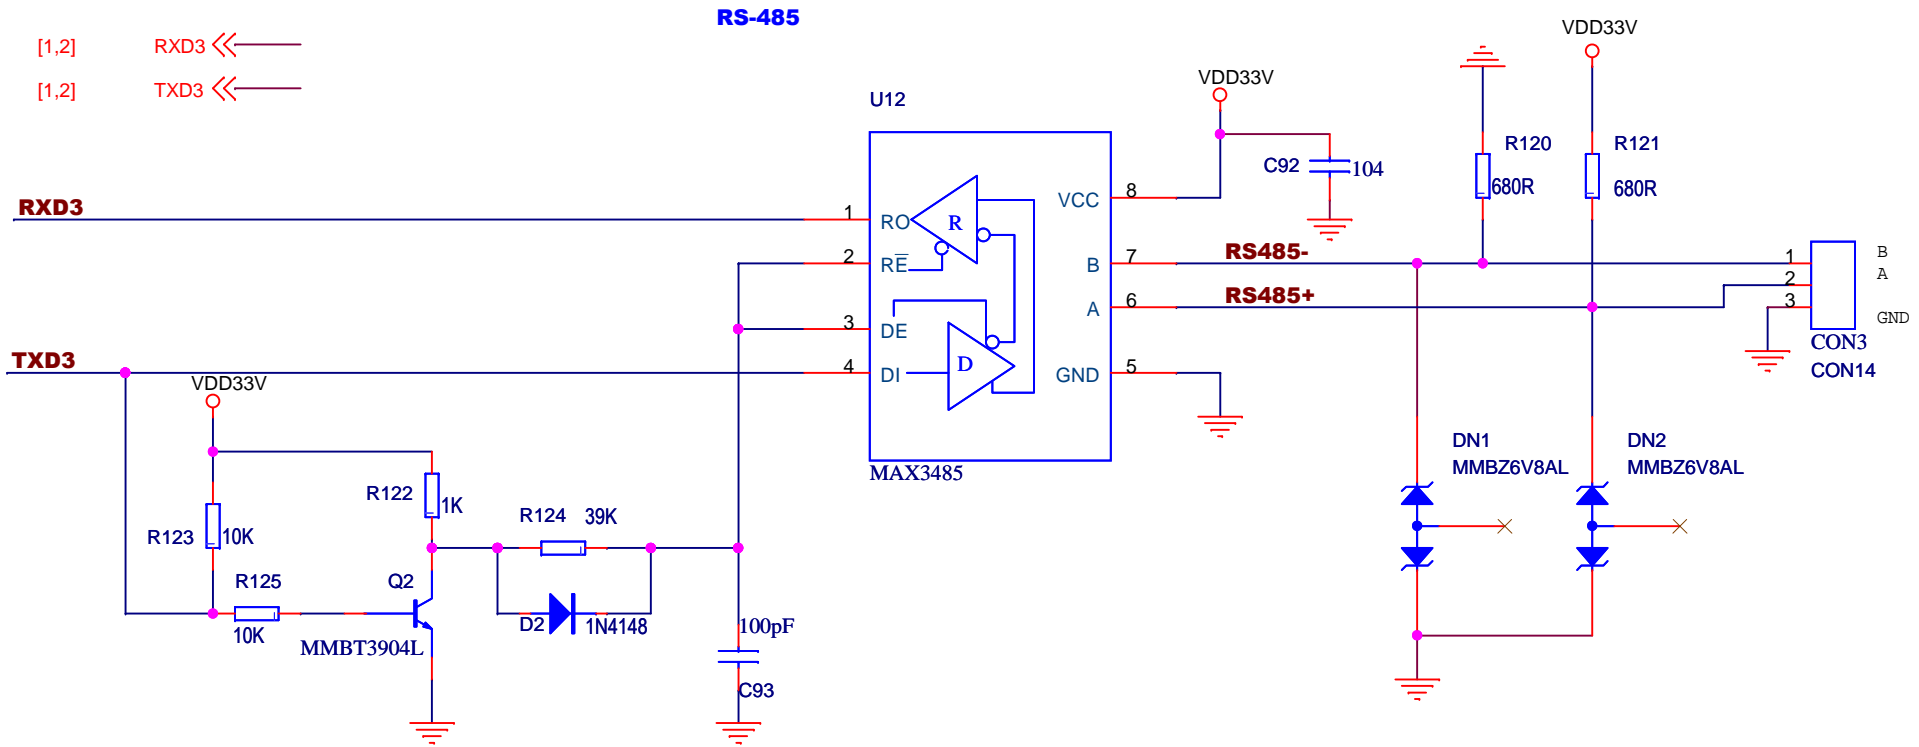 RS-485
[1,2] RXD3
[1,2] TXD3
RXD3
TXD3
U12
1 RO
2 RE
3 DE
4 DI
R
D
VCC 8
B 7
A 6
GND 5
MAX3485
VDD33V
C92 104
VDD33V
R120
680R
R121
680R
RS485-
RS485+
1 B
2 A
3 GND
CON3
CON14
DN1
MMBZ6V8AL
DN2
MMBZ6V8AL
VDD33V
R122 1K
R123 10K
R124 39K
R125
10K
Q2
MMBT3904L
D2 1N4148
100pF
C93